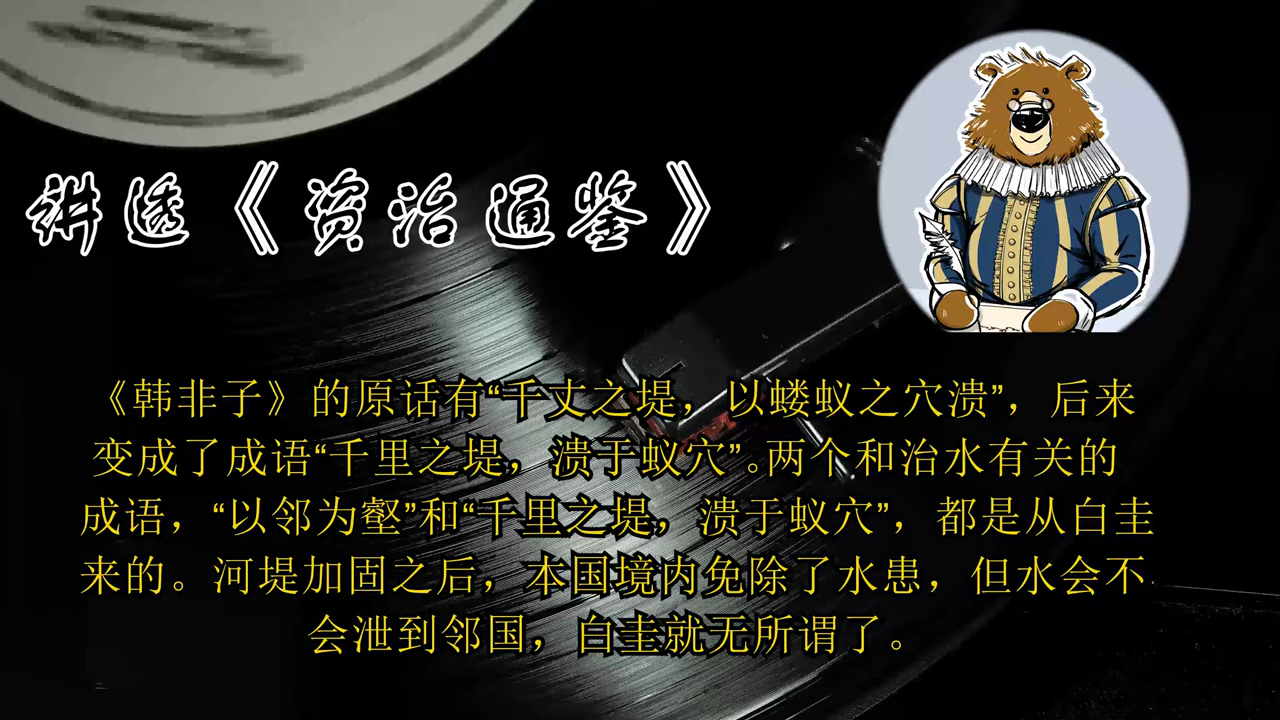 讲透《资治通鉴》
《韩非子》的原话有“千丈之堤，以蝼蚁之穴溃”，后来
变成了成语“千里之堤，溃于蚁穴”。两个和治水有关的
成语，“以邻为壑”和“千里之堤，溃于蚁穴”，都是从白圭
来的。河堤加固之后，本国境内免除了水患，但水会不
会泄到邻国，白圭就无所谓了。